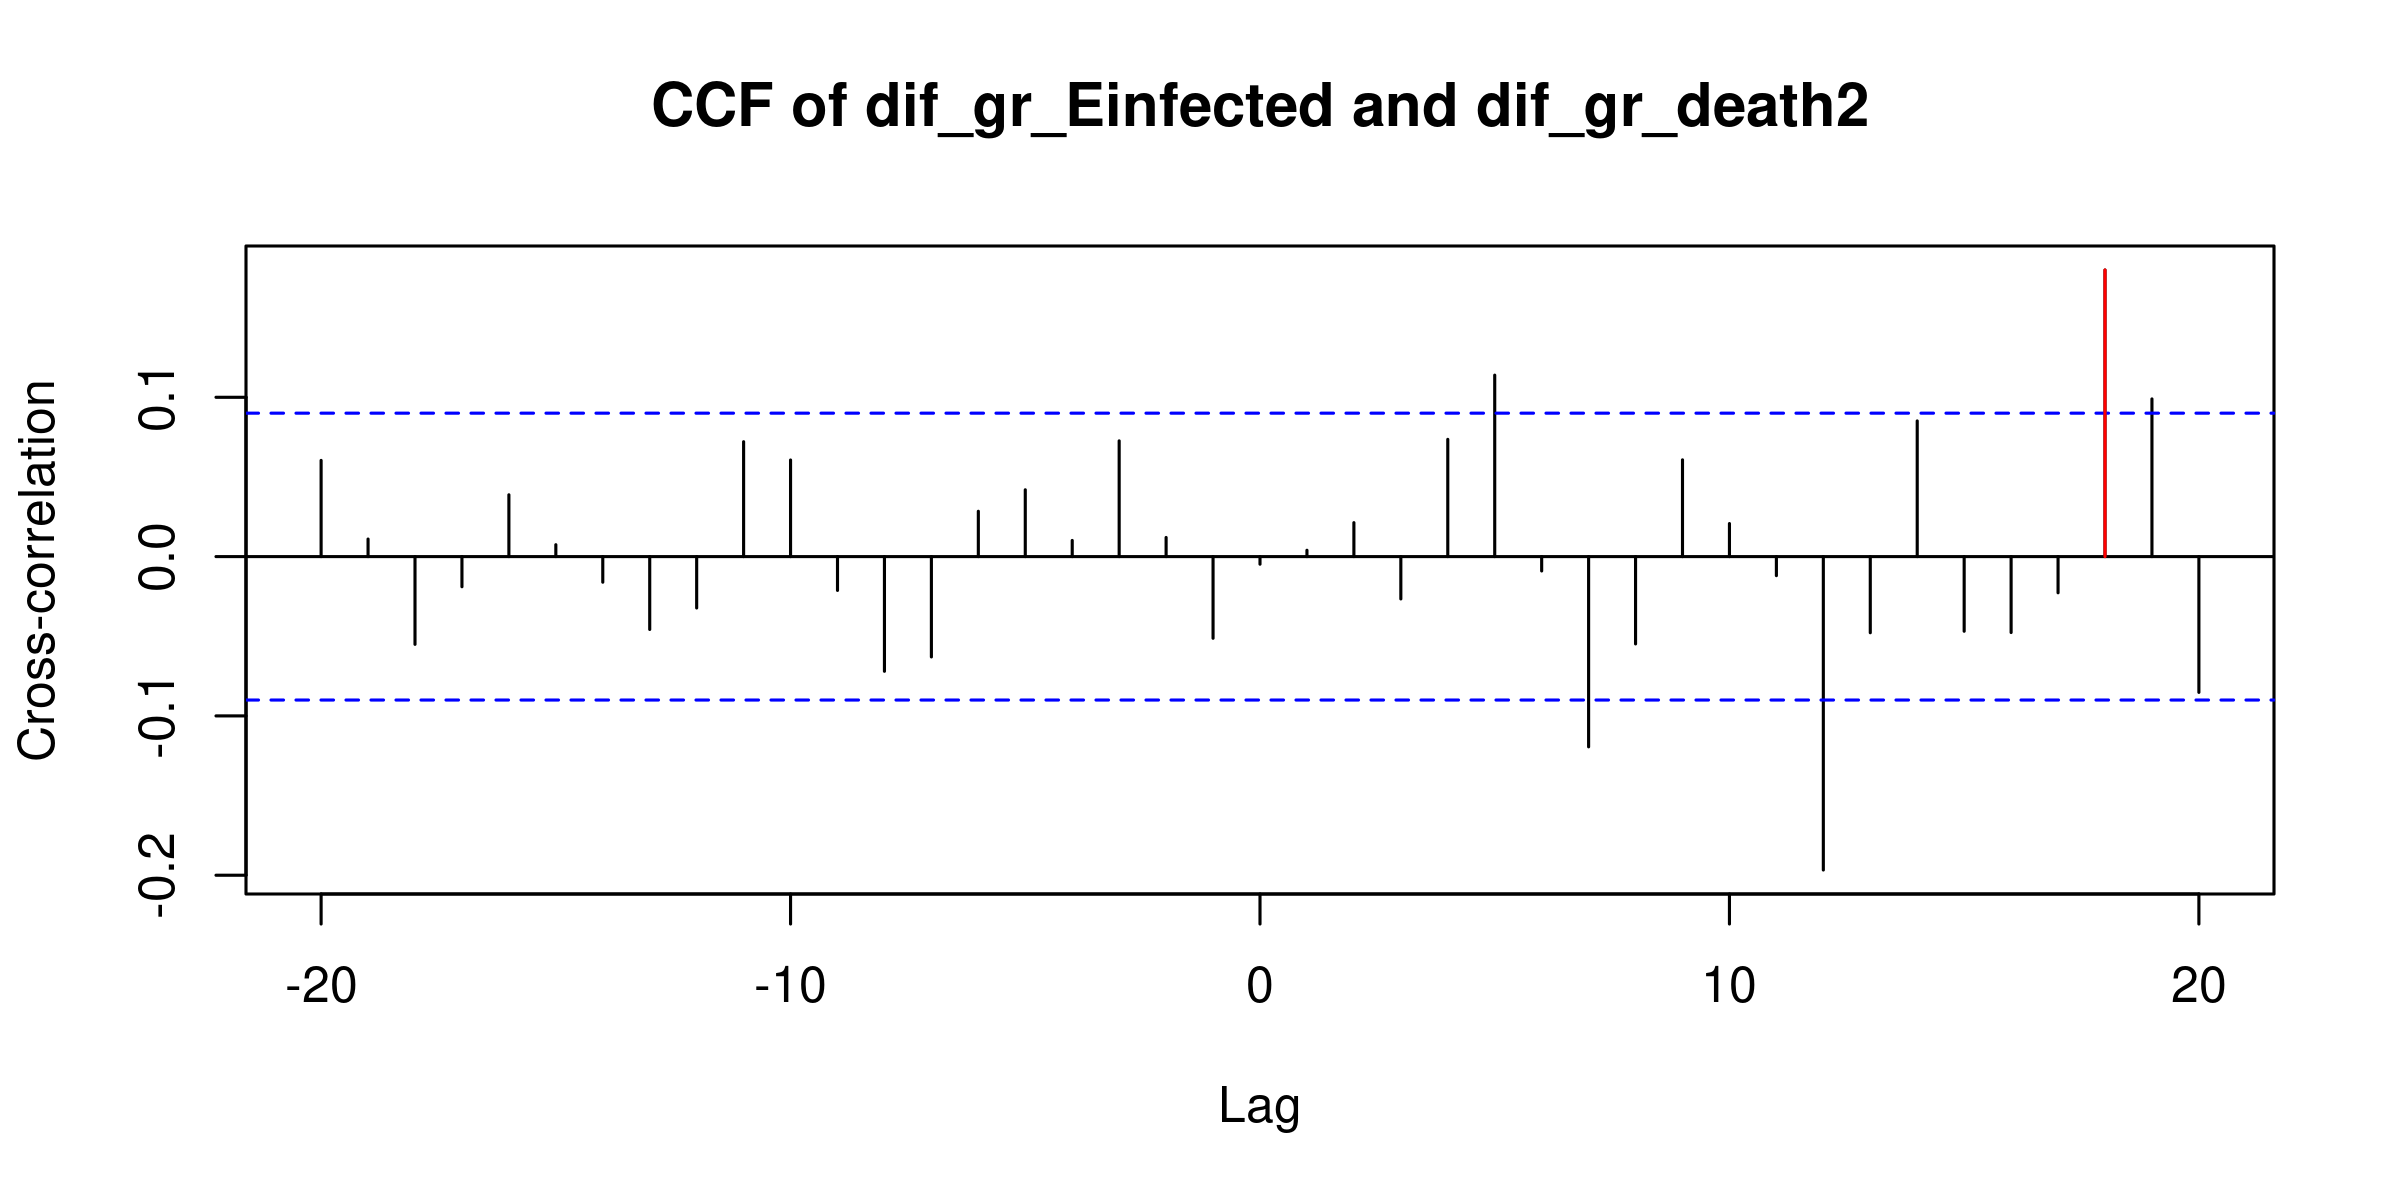 CCF of dif_gr_Einfected and dif_gr_death2
Cross-correlation
0.1
0.0
-0.1
-0.2
-20 -10 0 10 20
Lag